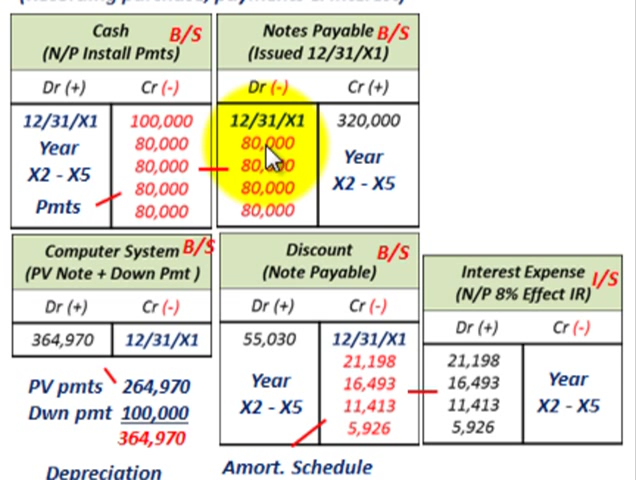 Cash B/S
(N/P Install Pmts)
Dr (+) Cr (-)
12/31/X1 100,000
Year 80,000
X2 - X5 80,000
80,000
Pmts 80,000
Notes Payable B/S
(Issued 12/31/X1)
Dr (-) Cr (+)
12/31/X1 320,000
80,000
Year
80,000
X2 - X5
80,000
80,000
Computer System B/S
(PV Note + Down Pmt )
Dr (+) Cr (-)
364,970 12/31/X1
PV pmts 264,970
Dwn pmt 100,000
364,970
Depreciation
Discount B/S
(Note Payable)
Dr (+) Cr (-)
55,030 12/31/X1
21,198
Year 16,493
X2 - X5 11,413
5,926
Amort. Schedule
Interest Expense I/S
(N/P 8% Effect IR)
Dr (+) Cr (-)
21,198
16,493 Year
11,413 X2 - X5
5,926